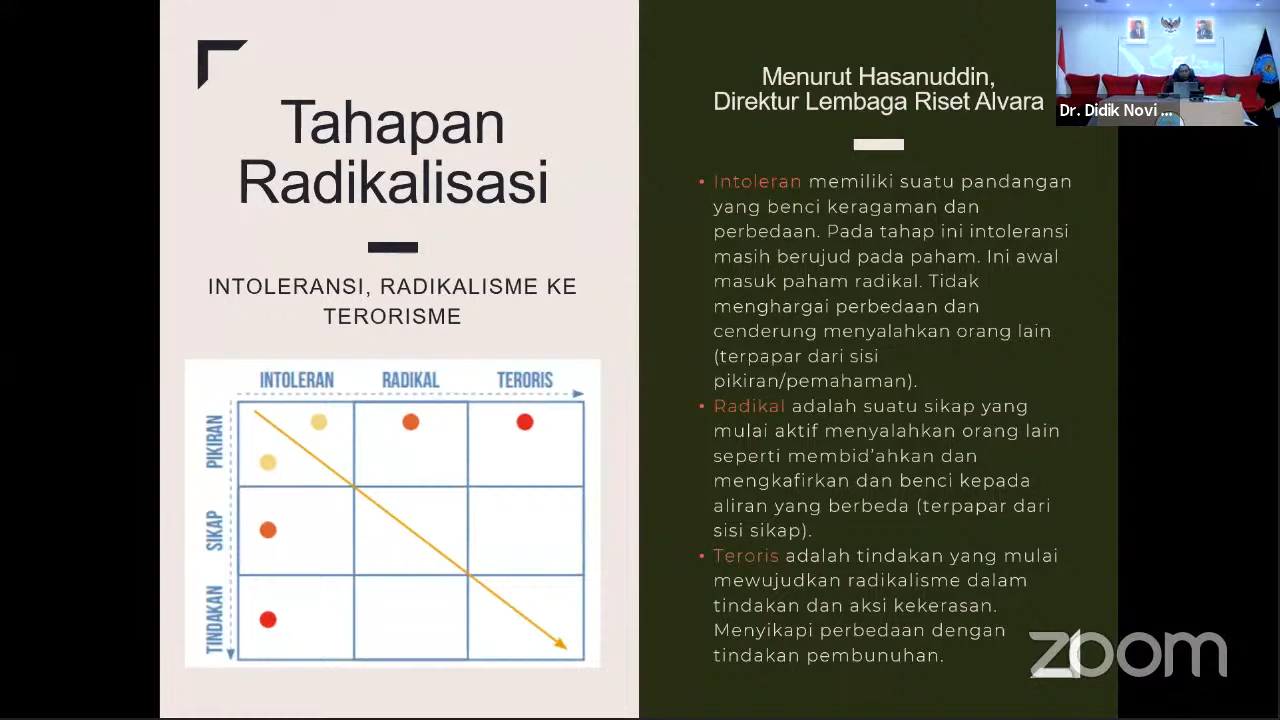 Tahapan
Radikalisasi
INTOLERANSI, RADIKALISME KE
TERORISME
INTOLERAN RADIKAL TERORIS
PIKIRAN
SIKAP
TINDAKAN
Menurut Hasanuddin,
Direktur Lembaga Riset Alvara
• Intoleran memiliki suatu pandangan
yang benci keragaman dan
perbedaan. Pada tahap ini intoleransi
masih berujud pada paham. Ini awal
masuk paham radikal. Tidak
menghargai perbedaan dan
cenderung menyalahkan orang lain
(terpapar dari sisi
pikiran/pemahaman).
• Radikal adalah suatu sikap yang
mulai aktif menyalahkan orang lain
seperti membid’ahkan dan
mengkafirkan dan benci kepada
aliran yang berbeda (terpapar dari
sisi sikap).
• Teroris adalah tindakan yang mulai
mewujudkan radikalisme dalam
tindakan dan aksi kekerasan.
Menyikapi perbedaan dengan
tindakan pembunuhan.
Dr. Didik Novi ...
zoom